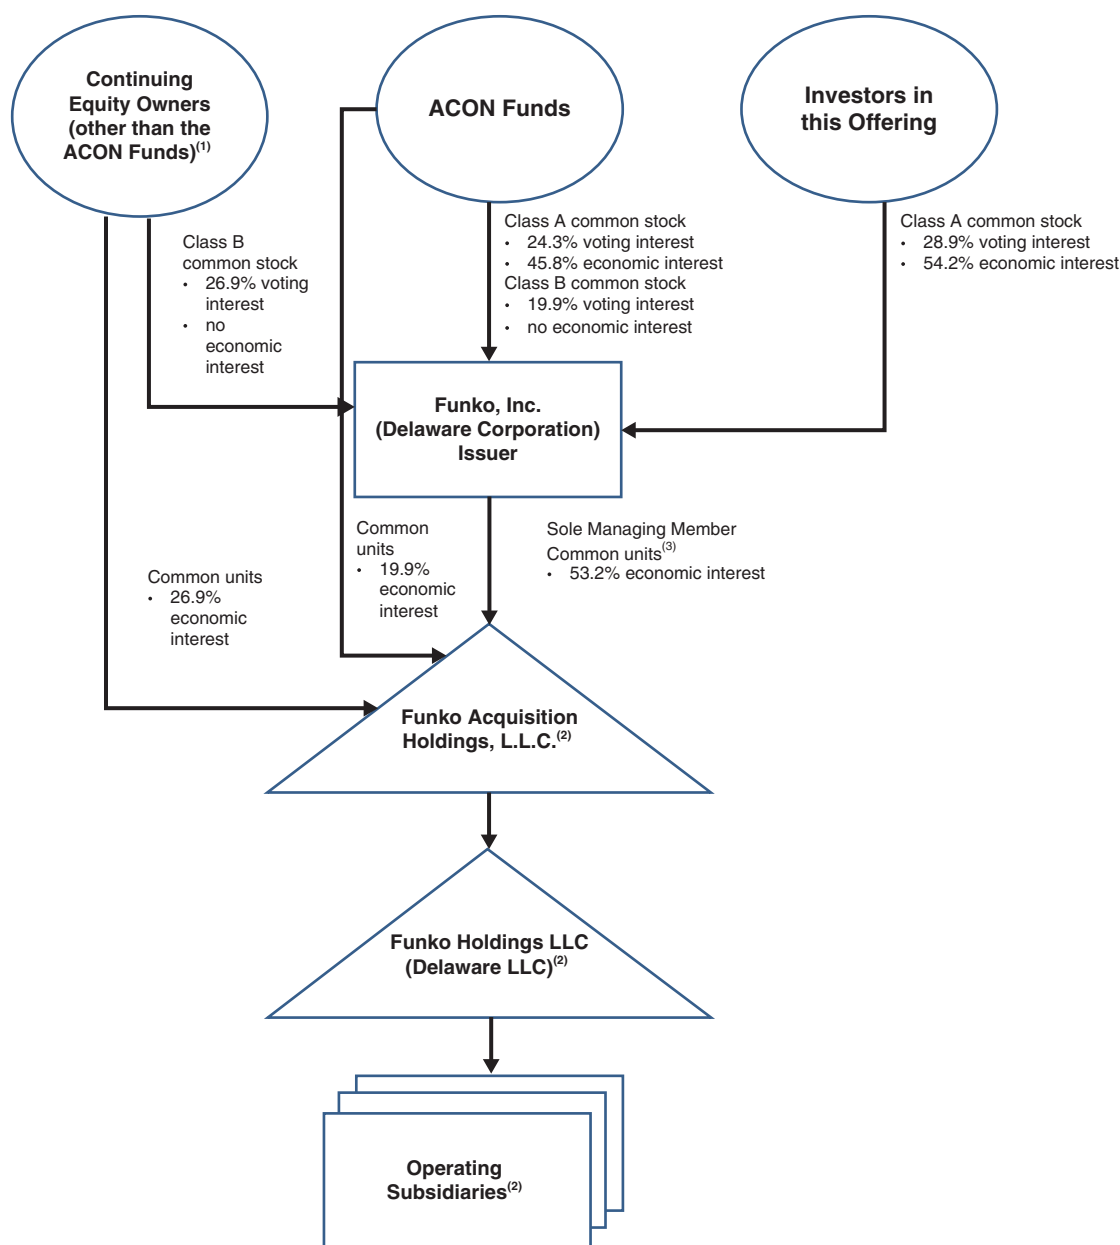 Continuing
Equity Owners
(other than the
ACON Funds)(1)
ACON Funds
Investors in
this Offering
Class B
common stock
• 26.9% voting
interest
• no
economic
interest
Class A common stock
• 24.3% voting interest
• 45.8% economic interest
Class B common stock
• 19.9% voting interest
• no economic interest
Class A common stock
• 28.9% voting interest
• 54.2% economic interest
Funko, Inc.
(Delaware Corporation)
Issuer
Common units
• 26.9%
economic
interest
Common
units
• 19.9%
economic
interest
Sole Managing Member
Common units(3)
• 53.2% economic interest
Funko Acquisition
Holdings, L.L.C.(2)
Funko Holdings LLC
(Delaware LLC)(2)
Operating
Subsidiaries(2)